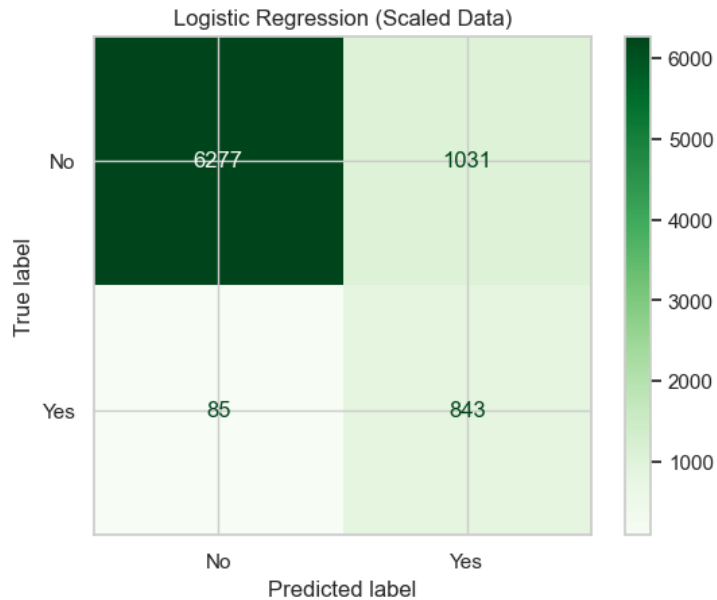 Logistic Regression (Scaled Data)
True label
No
6277
1031
Yes
85
843
No
Yes
Predicted label
6000
5000
4000
3000
2000
1000